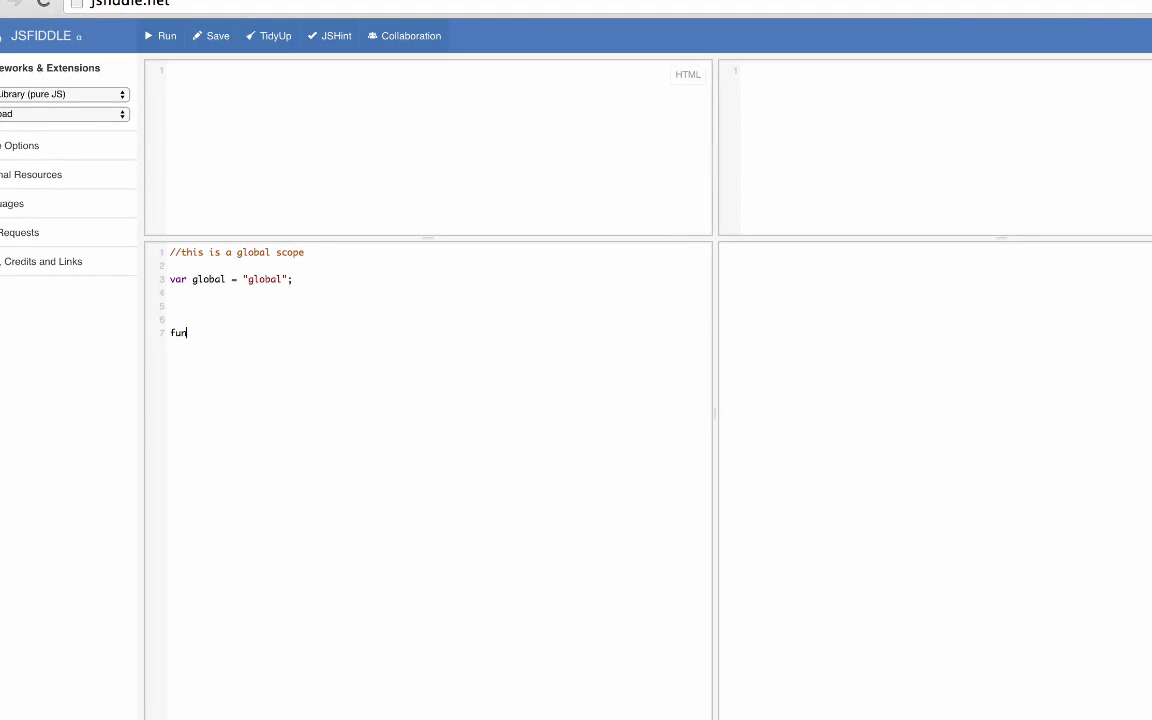 jsfiddle.net
JSFIDDLE α
Run Save TidyUp JSHint Collaboration
eworks & Extensions
ibrary (pure JS)
oad
e Options
nal Resources
uages
Requests
, Credits and Links
1
HTML
1
1 //this is a global scope
2
3 var global = "global";
4
5
6
7 fun